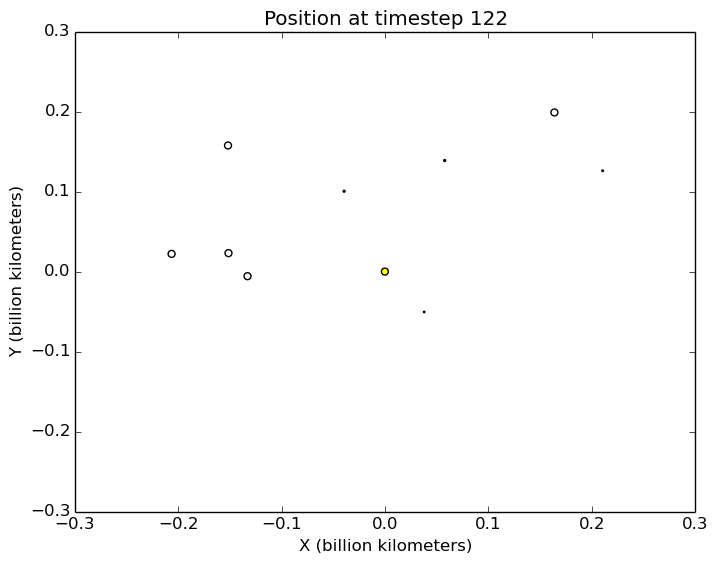 Position at timestep 122
0.3
0.2
0.1
0.0
−0.1
−0.2
−0.3
Y (billion kilometers)
−0.3 −0.2 −0.1 0.0 0.1 0.2 0.3
X (billion kilometers)